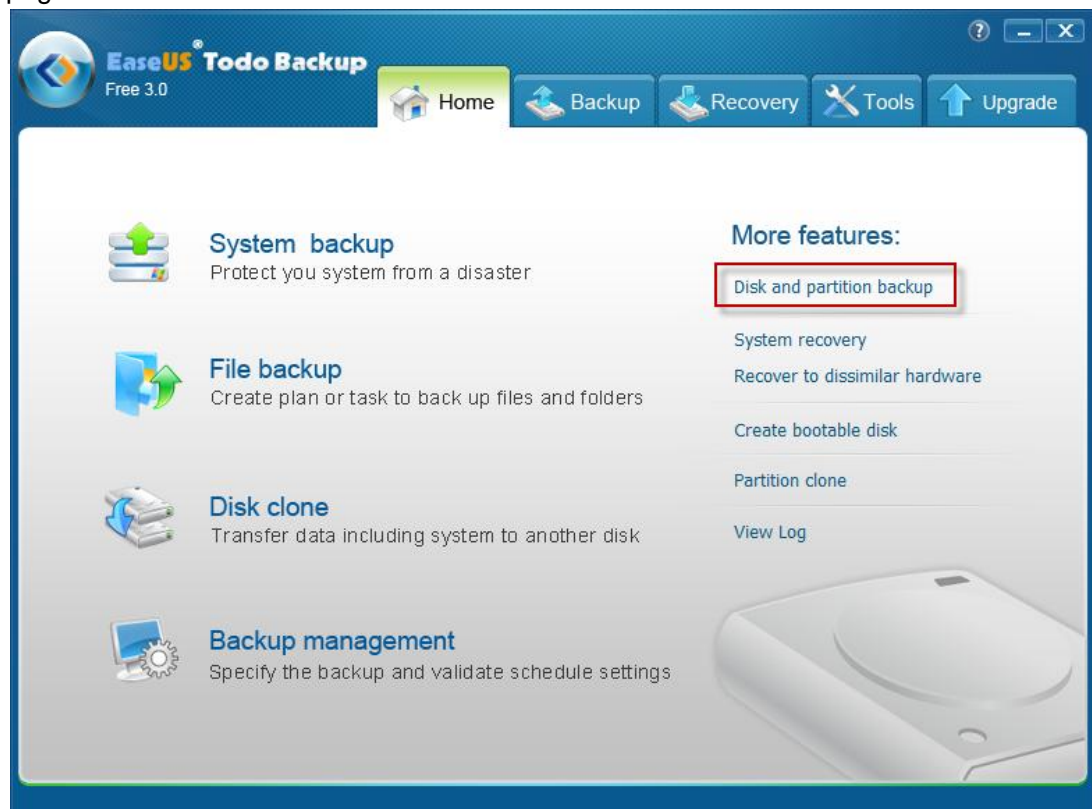 EaseUS® Todo Backup
Free 3.0
Home
Backup
Recovery
Tools
Upgrade
System backup
Protect you system from a disaster
File backup
Create plan or task to back up files and folders
Disk clone
Transfer data including system to another disk
Backup management
Specify the backup and validate schedule settings
More features:
Disk and partition backup
System recovery
Recover to dissimilar hardware
Create bootable disk
Partition clone
View Log